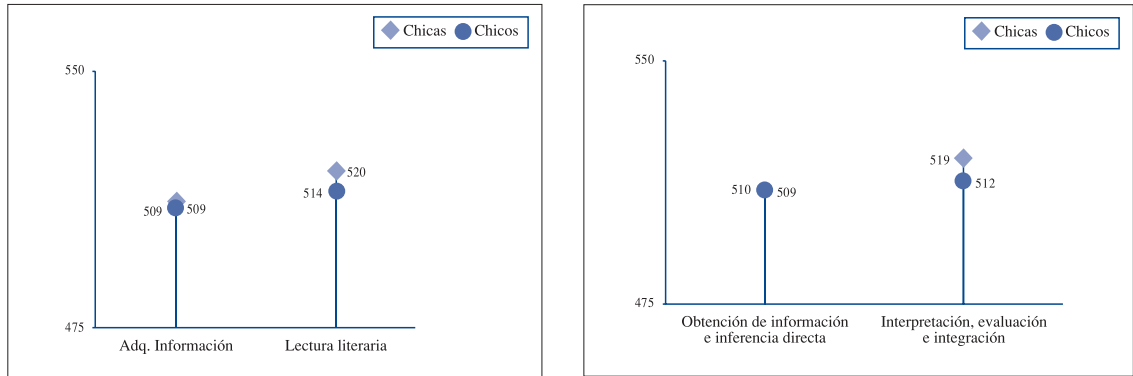 Chicas Chicos
550
520
514
509 509
475
Adq. Información Lectura literaria
Chicas Chicos
550
519
512
510 509
475
Obtención de información Interpretación, evaluación
e inferencia directa e integración